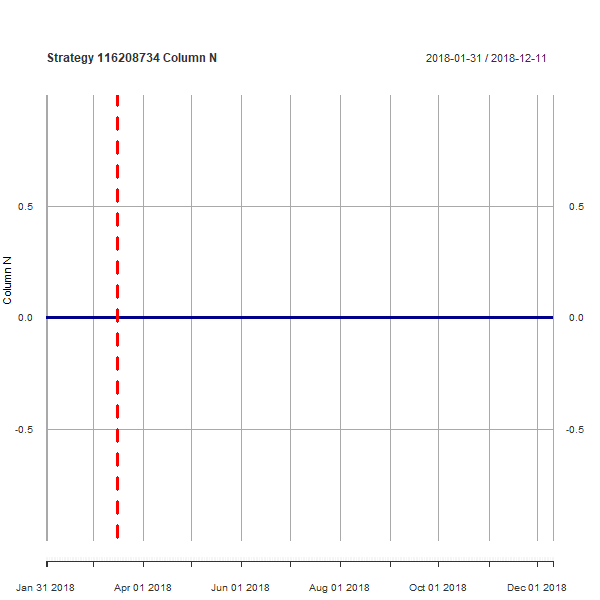 Strategy 116208734 Column N
2018-01-31 / 2018-12-11
0.5
0.5
Column N
0.0
0.0
-0.5
-0.5
Jan 31 2018
Apr 01 2018
Jun 01 2018
Aug 01 2018
Oct 01 2018
Dec 01 2018